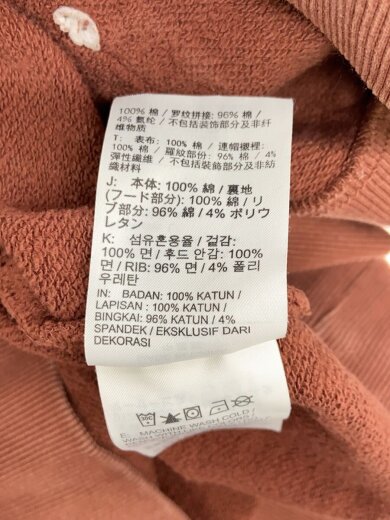 100% 棉 / 罗纹拼接: 96% 棉 /
4% 氨纶 / 不包括装饰部分及非纤
维物质
T: 表布: 100% 棉 / 連帽襯裡:
100% 棉 / 羅紋部份: 96% 棉 / 4%
彈性纖維 / 不包括裝飾部分及非紡
織材料
J: 本体: 100% 綿 / 裏地
(フード部分): 100% 綿 / リ
ブ部分: 96% 綿 / 4% ポリウ
レタン
K: 섬유혼용율 / 겉감:
100% 면 / 후드 안감: 100%
면 / RIB: 96% 면 / 4% 폴리
우레탄
IN: BADAN: 100% KATUN /
LAPISAN : 100% KATUN /
BINGKAI: 96% KATUN / 4%
SPANDEK / EKSKLUSIF DARI
DEKORASI
E: MACHINE WASH COLD /
WASH WITH LIKE